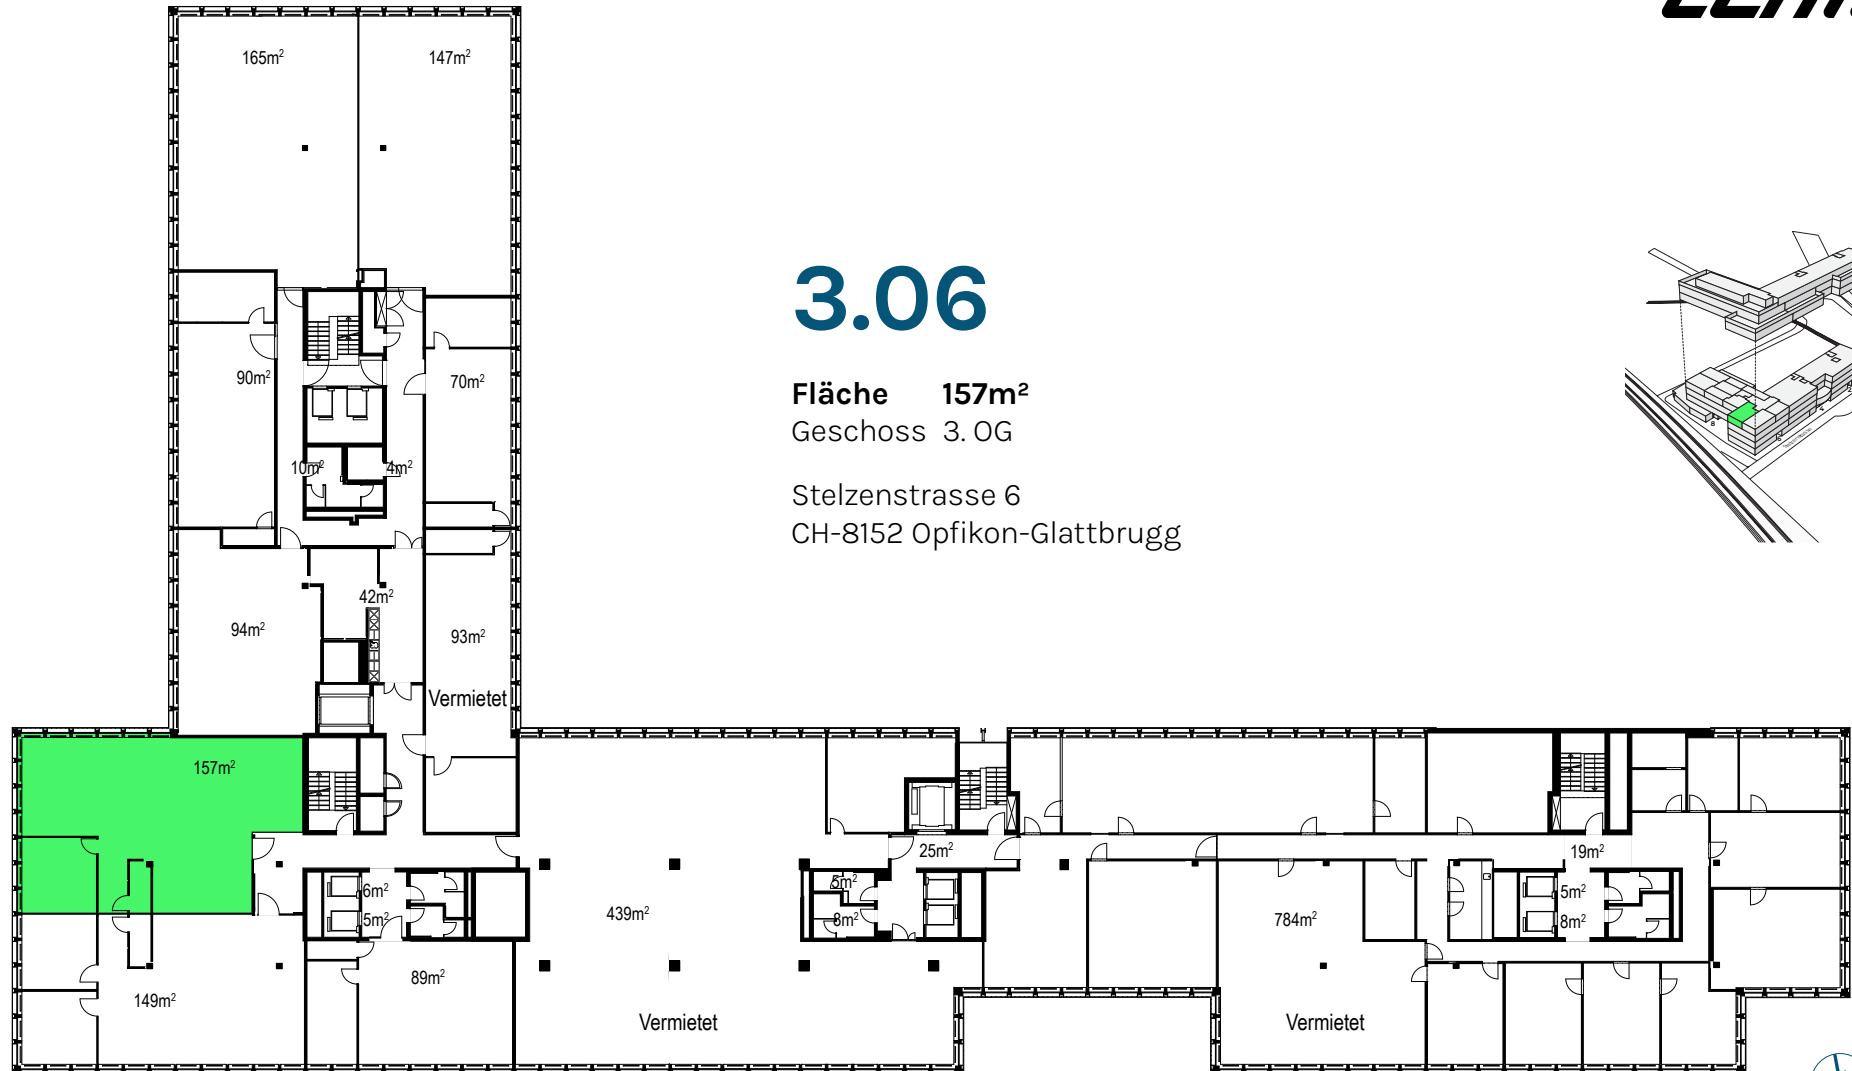 165m²
147m²
3.06
Fläche 157m²
Geschoss 3. OG
Stelzenstrasse 6
CH-8152 Opfikon-Glattbrugg
90m²
70m²
10m²
4m²
42m²
94m²
93m²
Vermietet
157m²
25m²
19m²
6m²
5m²
5m²
8m²
5m²
8m²
439m²
784m²
89m²
149m²
Vermietet
Vermietet